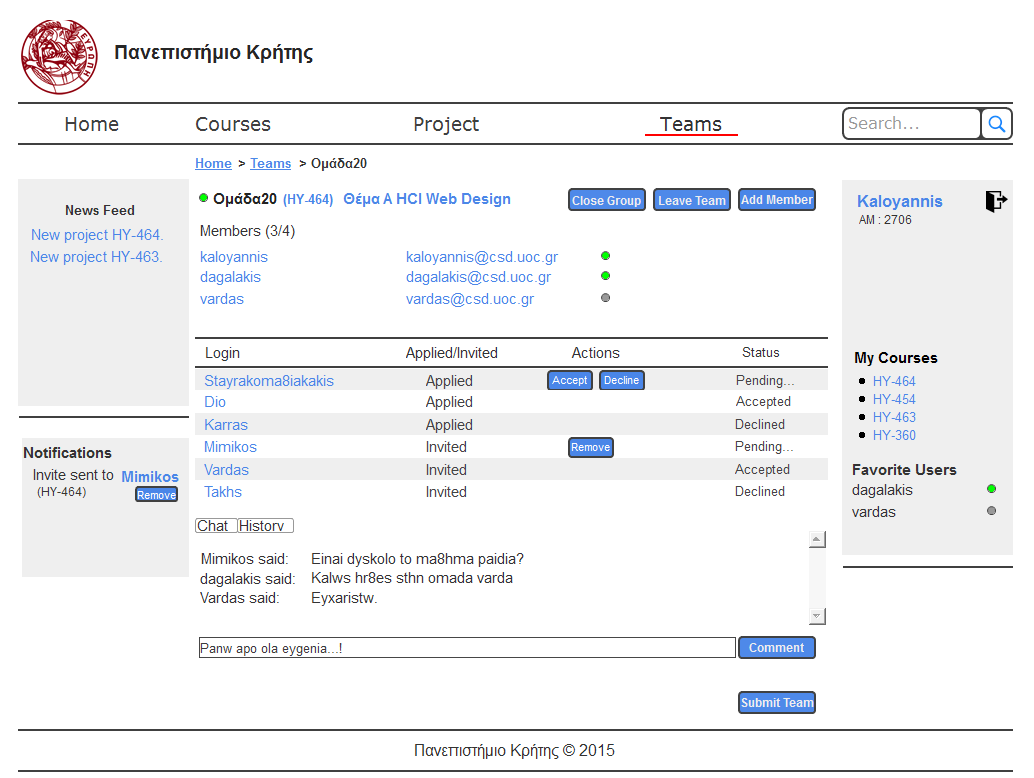 ΕΥΡΩΠΗ
Πανεπιστήμιο Κρήτης
Home Courses Project Teams Search...
Home > Teams > Ομάδα20
News Feed
New project HY-464.
New project HY-463.
Notifications
Invite sent to Mimikos
(HY-464) Remove
Ομάδα20 (HY-464) Θέμα Α HCI Web Design Close Group Leave Team Add Member
Members (3/4)
kaloyannis kaloyannis@csd.uoc.gr
dagalakis dagalakis@csd.uoc.gr
vardas vardas@csd.uoc.gr
Login Applied/Invited Actions Status
Stayrakoma8iakakis Applied Accept Decline Pending...
Dio Applied Accepted
Karras Applied Declined
Mimikos Invited Remove Pending...
Vardas Invited Accepted
Takhs Invited Declined
Chat History
Mimikos said: Einai dyskolo to ma8hma paidia?
dagalakis said: Kalws hr8es sthn omada varda
Vardas said: Eyxaristw.
Panw apo ola eygenia...! Comment
Submit Team
Kaloyannis
AM : 2706
My Courses
HY-464
HY-454
HY-463
HY-360
Favorite Users
dagalakis
vardas
Πανεπιστήμιο Κρήτης © 2015